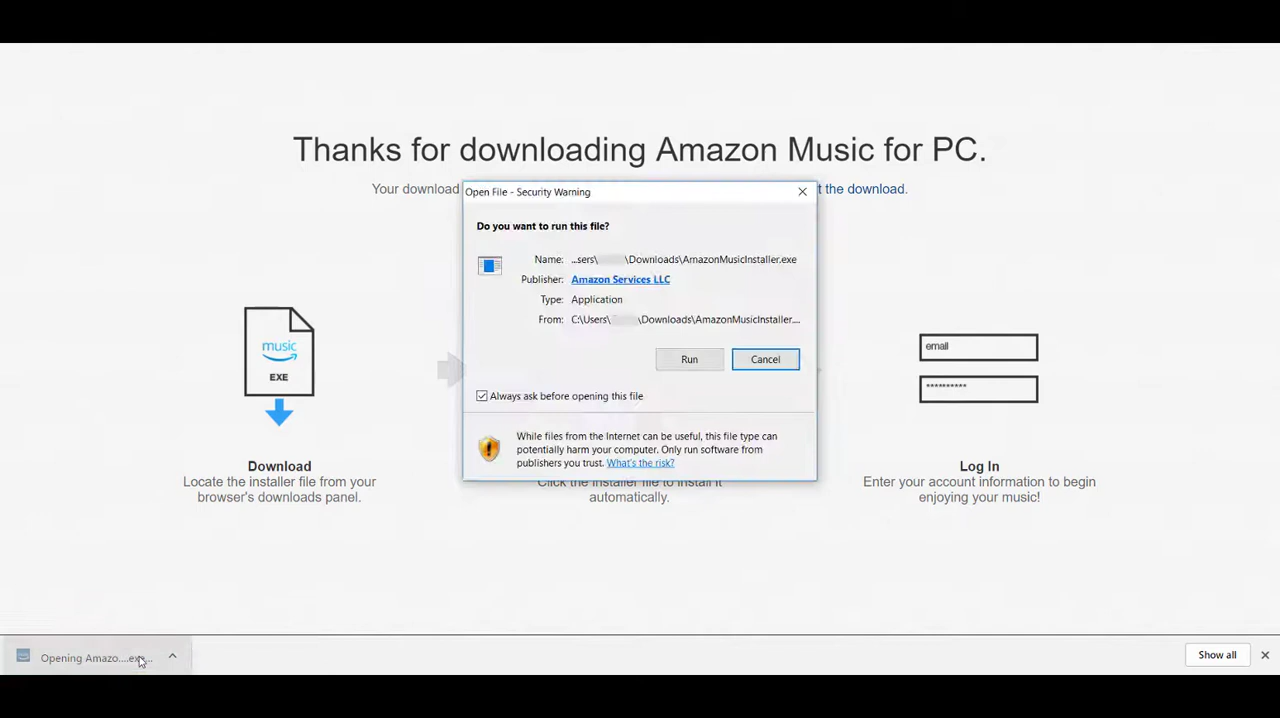 Thanks for downloading Amazon Music for PC.
Your download
t the download.
Open File - Security Warning
Do you want to run this file?
Name: ...sers\ \Downloads\AmazonMusicInstaller.exe
Publisher: Amazon Services LLC
Type: Application
From: C:\Users\ \Downloads\AmazonMusicInstaller....
Run
Cancel
Always ask before opening this file
While files from the Internet can be useful, this file type can
potentially harm your computer. Only run software from
publishers you trust. What's the risk?
music
EXE
Download
Locate the installer file from your
browser's downloads panel.
Click the installer file to install it
automatically.
email
**********
Log In
Enter your account information to begin
enjoying your music!
Opening Amazo....exe...
Show all